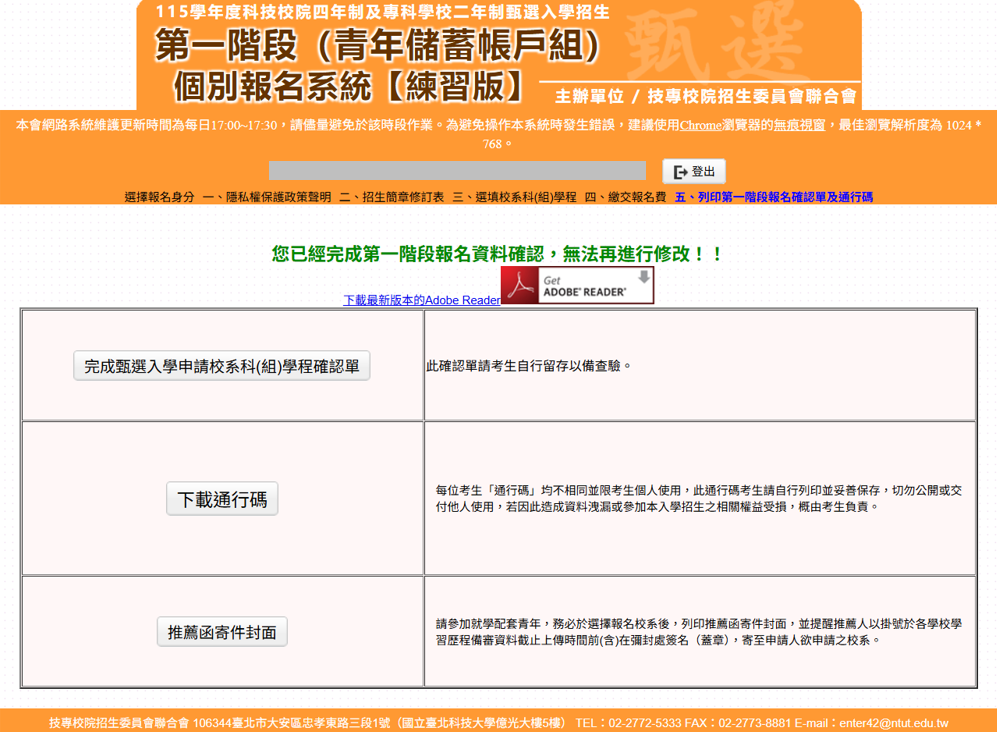 115學年度科技校院四年制及專科學校二年制甄選入學招生
第一階段（青年儲蓄帳戶組）
個別報名系統【練習版】
甄選
主辦單位 / 技專校院招生委員會聯合會
本會網路系統維護更新時間為每日17:00~17:30，請儘量避免於該時段作業。為避免操作本系統時發生錯誤，建議使用Chrome瀏覽器的無痕視窗，最佳瀏覽解析度為 1024 *
768。
登出
選擇報名身分 一、隱私權保護政策聲明 二、招生簡章修訂表 三、選填校系科(組)學程 四、繳交報名費 五、列印第一階段報名確認單及通行碼
您已經完成第一階段報名資料確認，無法再進行修改！！
下載最新版本的Adobe Reader
Get
ADOBE® READER®
完成甄選入學申請校系科(組)學程確認單
此確認單請考生自行留存以備查驗。
下載通行碼
每位考生「通行碼」均不相同並限考生個人使用，此通行碼考生請自行列印並妥善保存，切勿公開或交
付他人使用，若因此造成資料洩漏或參加本入學招生之相關權益受損，概由考生負責。
推薦函寄件封面
請參加就學配套青年，務必於選擇報名校系後，列印推薦函寄件封面，並提醒推薦人以掛號於各學校學
習歷程備審資料截止上傳時間前(含)在彌封處簽名（蓋章），寄至申請人欲申請之校系。
技專校院招生委員會聯合會 106344臺北市大安區忠孝東路三段1號（國立臺北科技大學億光大樓5樓） TEL：02-2772-5333 FAX：02-2773-8881 E-mail：enter42@ntut.edu.tw